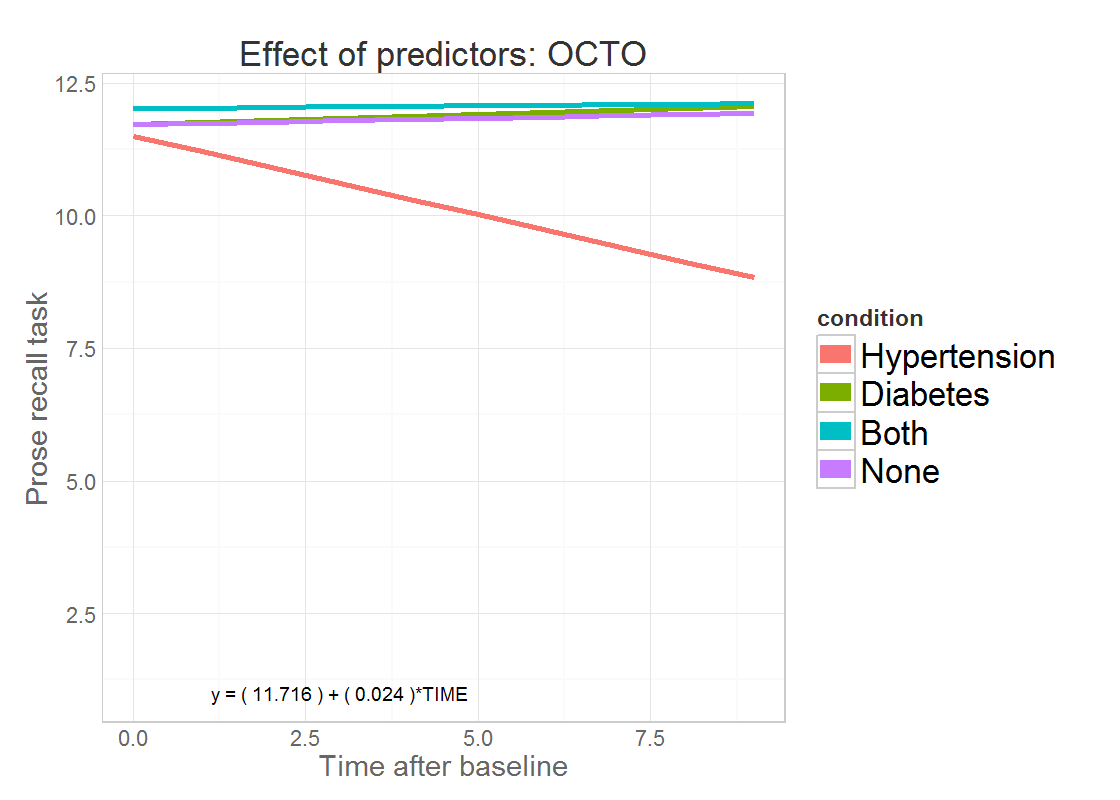 Effect of predictors: OCTO
12.5
10.0
7.5
5.0
2.5
Prose recall task
y = ( 11.716 ) + ( 0.024 )*TIME
0.0 2.5 5.0 7.5
Time after baseline
condition
Hypertension
Diabetes
Both
None